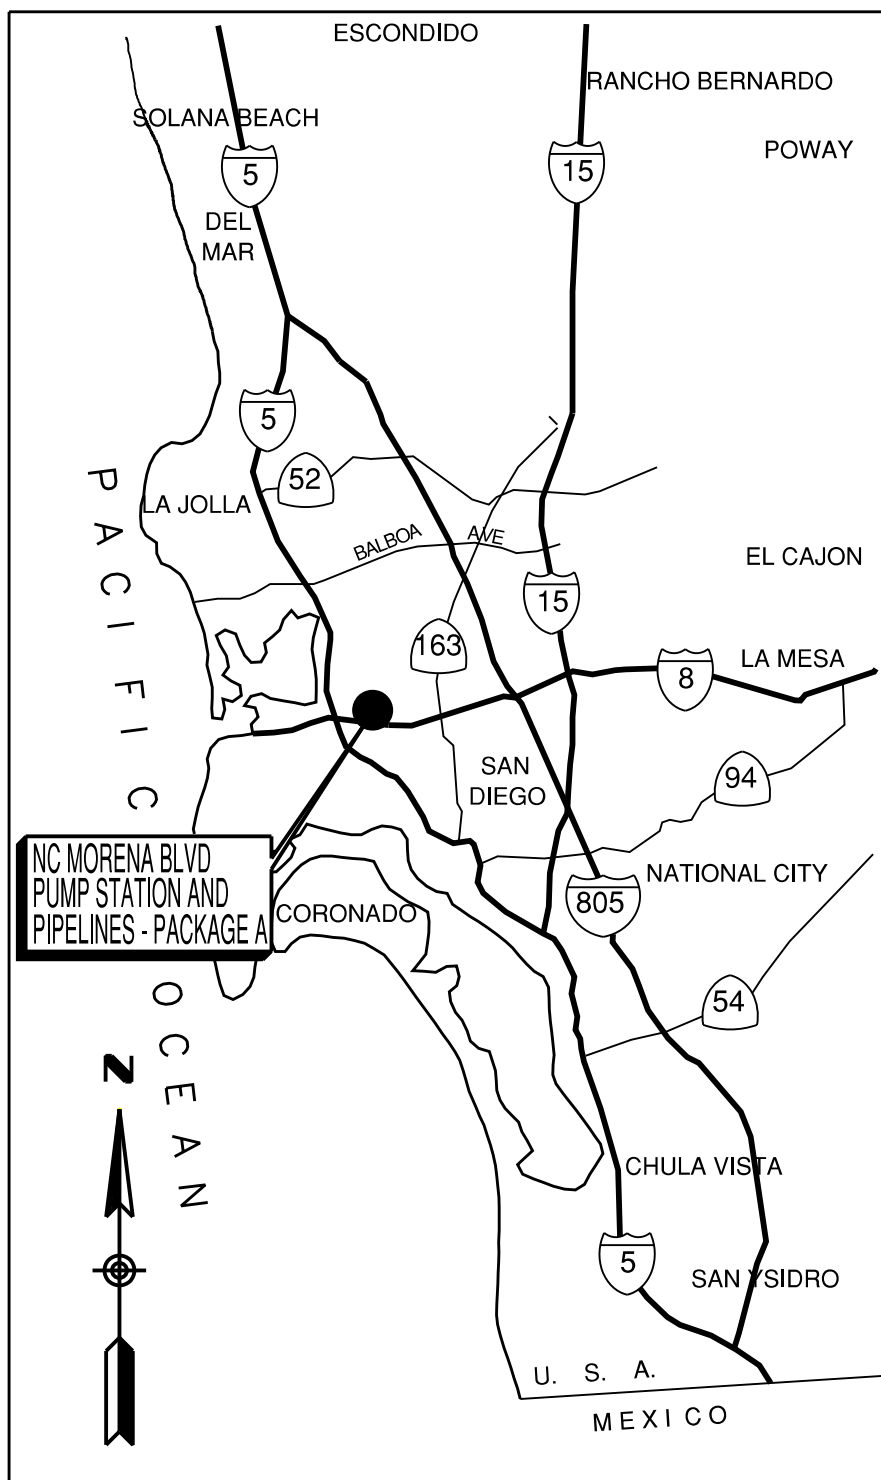 ESCONDIDO
RANCHO BERNARDO
SOLANA BEACH
POWAY
5
15
DEL
MAR
5
52
LA JOLLA
BALBOA AVE
EL CAJON
15
163
LA MESA
8
SAN
DIEGO
94
PACIFIC OCEAN
NC MORENA BLVD
PUMP STATION AND
PIPELINES - PACKAGE A
NATIONAL CITY
805
CORONADO
54
N
CHULA VISTA
5
SAN YSIDRO
U. S. A.
MEXICO